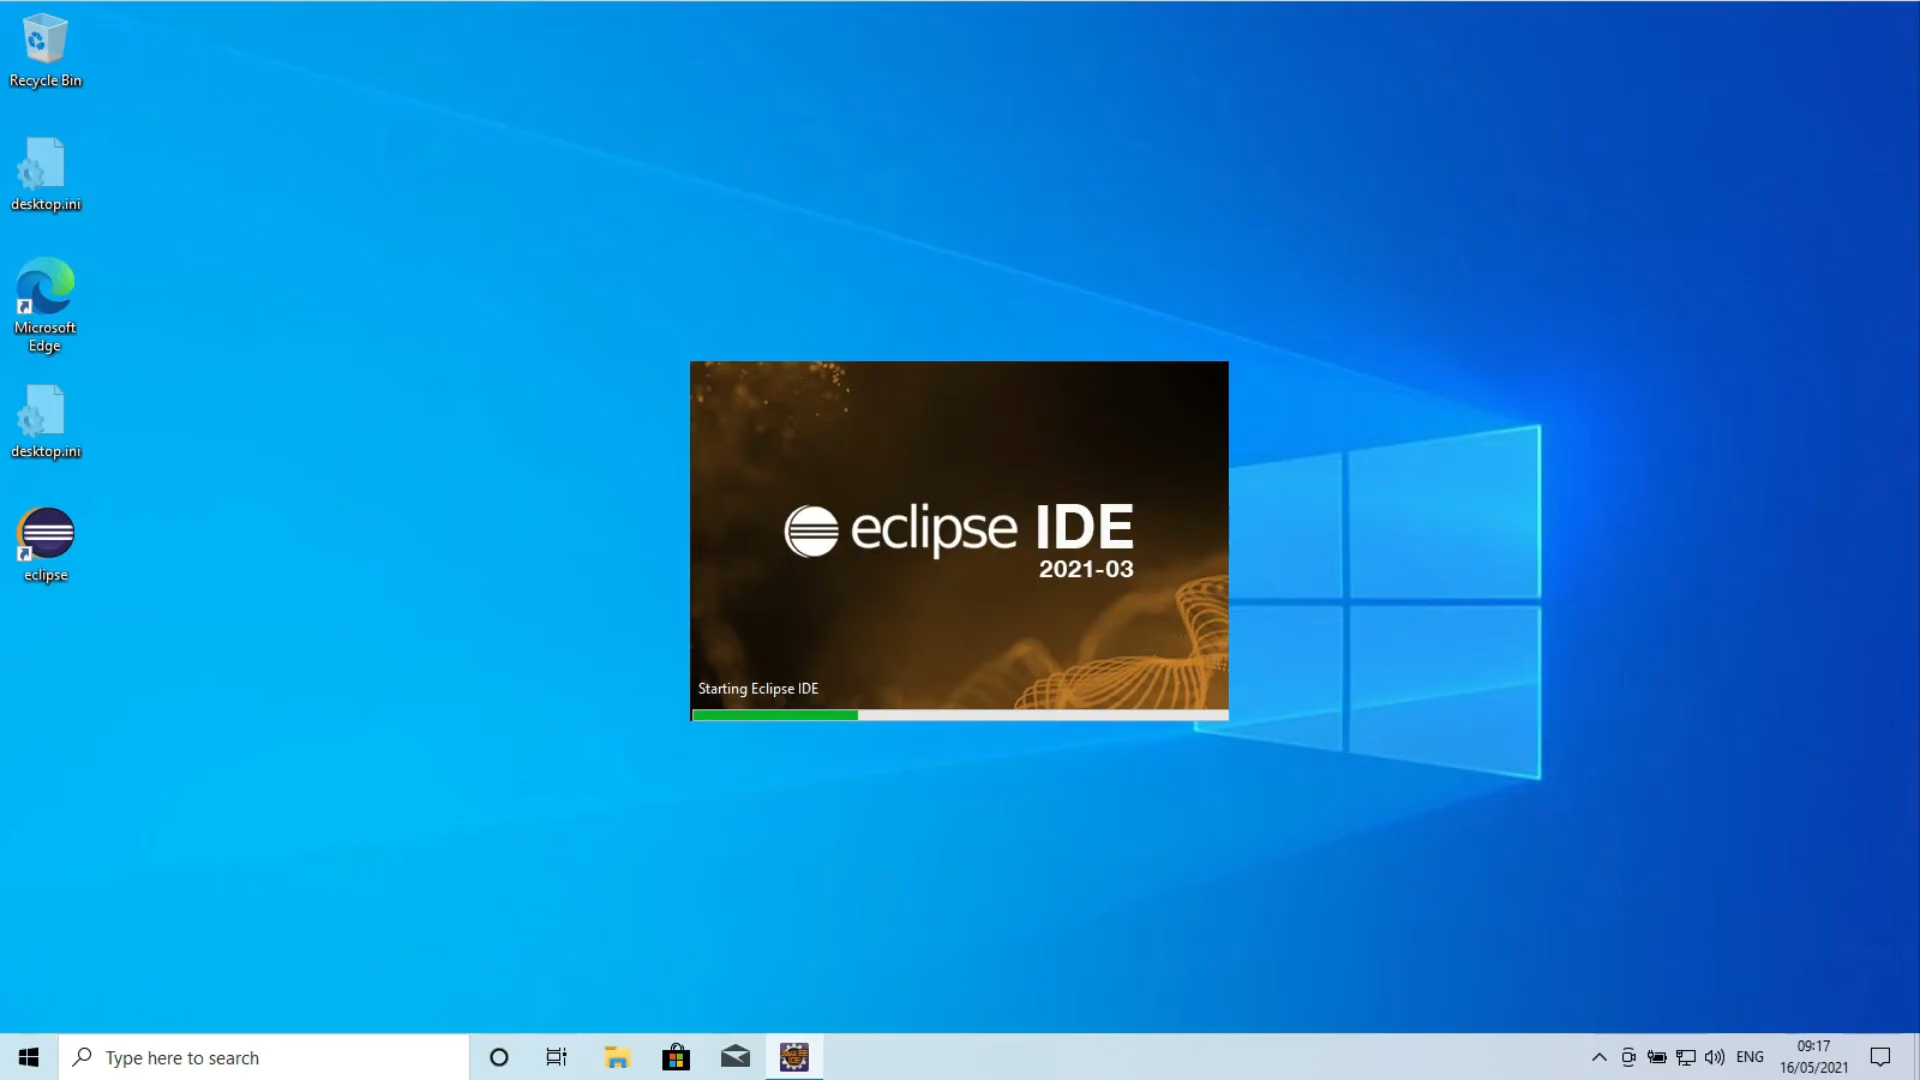 Recycle Bin
desktop.ini
Microsoft
Edge
desktop.ini
eclipse
eclipse IDE
2021-03
Starting Eclipse IDE
Type here to search
ENG
09:17
16/05/2021